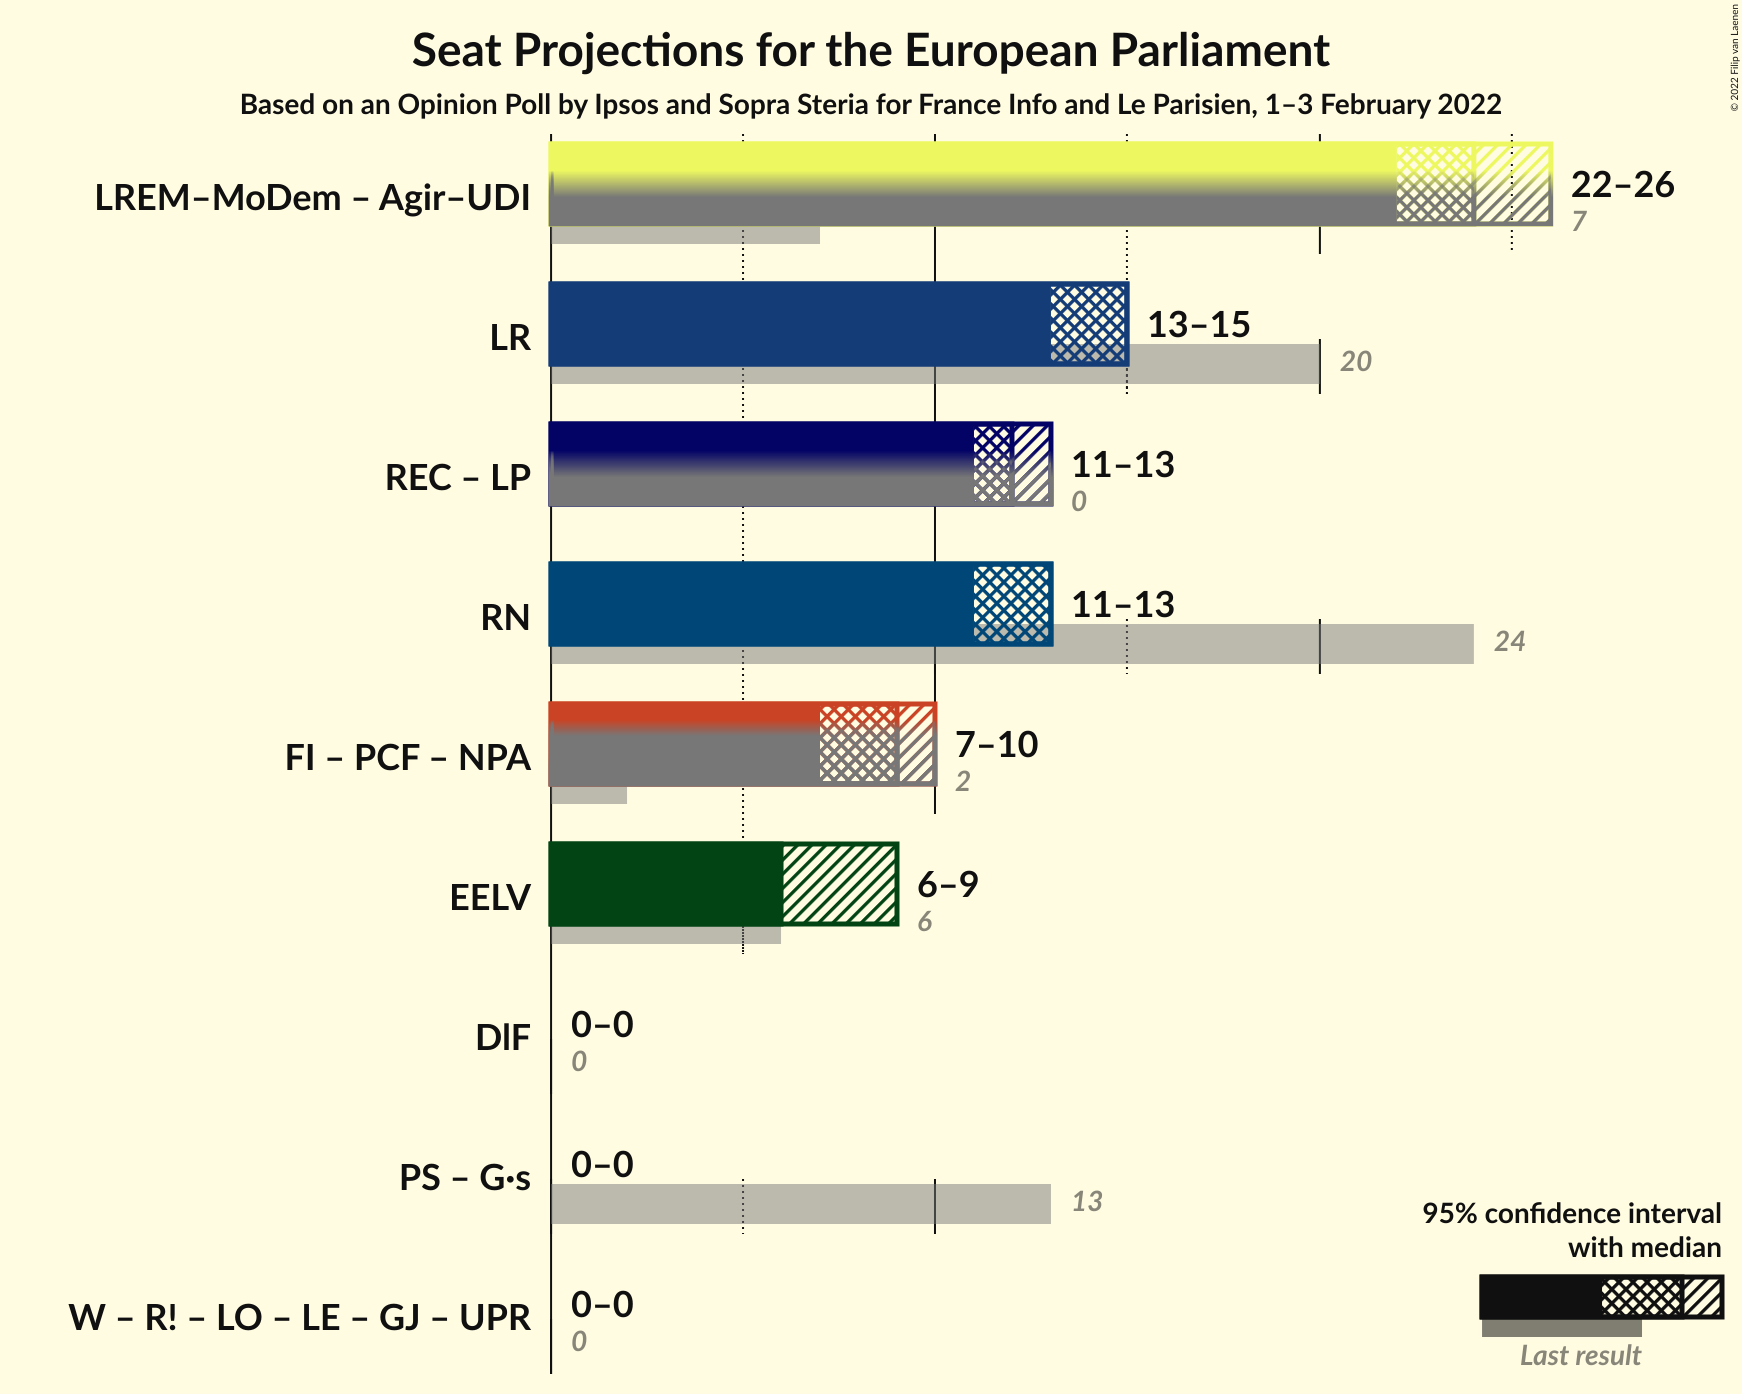 Seat Projections for the European Parliament
Based on an Opinion Poll by Ipsos and Sopra Steria for France Info and Le Parisien, 1–3 February 2022
© 2022 Filip van Laenen
LREM–MoDem – Agir–UDI
22–26
7
LR
13–15
20
REC – LP
11–13
0
RN
11–13
24
FI – PCF – NPA
7–10
2
EELV
6–9
6
DlF
0–0
0
PS – G·s
0–0
13
W – R! – LO – LE – GJ – UPR
0–0
0
95% confidence interval
with median
Last result